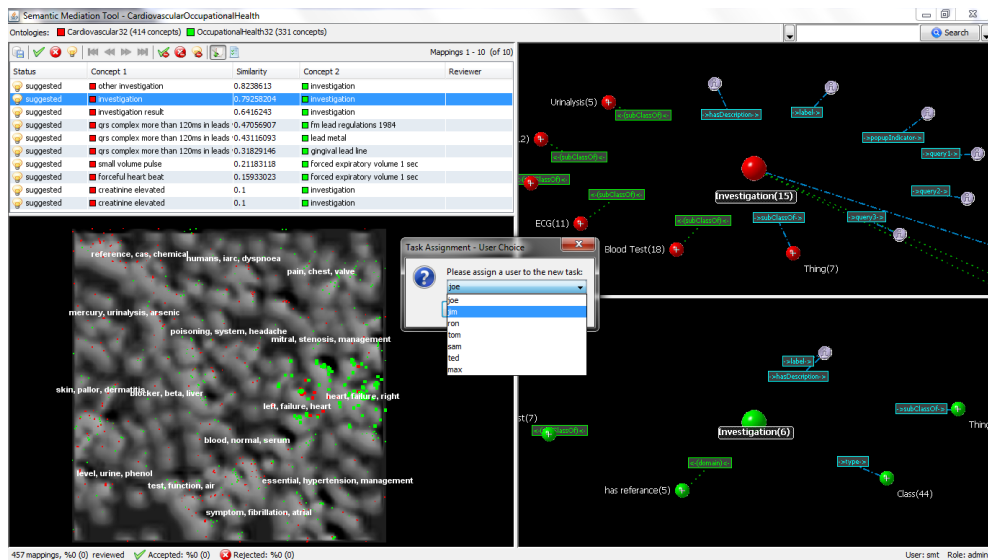 Semantic Mediation Tool - CardiovascularOccupationalHealth
Ontologies: Cardiovascular32 (414 concepts) OccupationalHealth32 (331 concepts)
Search
Mappings 1 - 10 (of 10)
Status Concept 1 Similarity Concept 2 Reviewer
suggested other investigation 0.8238613 investigation
suggested investigation 0.79258204 investigation
suggested investigation result 0.6416243 investigation
suggested qrs complex more than 120ms in leads 0.47056907 fm lead regulations 1984
suggested qrs complex more than 120ms in leads 0.43116093 lead metal
suggested qrs complex more than 120ms in leads 0.31829146 gingival lead line
suggested small volume pulse 0.21183118 forced expiratory volume 1 sec
suggested forceful heart beat 0.15933023 forced expiratory volume 1 sec
suggested creatinine elevated 0.1 investigation
suggested creatinine elevated 0.1 investigation
reference, cas, chemical
humans, iarc, dyspnoea
pain, chest, valve
mercury, urinalysis, arsenic
poisoning, system, headache
mitral, stenosis, management
skin, pallor, dermatitis
blocker, beta, liver
heart, failure, right
left, failure, heart
blood, normal, serum
level, urine, phenol
test, function, air
essential, hypertension, management
symptom, fibrillation, atrial
Task Assignment - User Choice
Please assign a user to the new task:
joe
joe
jim
ron
tom
sam
ted
max
Urinalysis(5)
<-(subClassOf)-
->hasDescription->
->label->
->popupIndicator->
12)
<-(subClassOf)-
->query1->
<-(subClassOf)-
<-(subClassOf)-
Investigation(15)
->query2->
ECG(11)
<-(subClassOf)-
->subClassOf->
->query3->
Blood Test(18)
Thing(7)
->label->
->hasDescription->
->subClassOf->
st(7)
<-(subClassOf)-
Investigation(6)
Thing
<-(domain)-
->type->
has referance(5)
Class(44)
457 mappings, %0 (0) reviewed Accepted: %0 (0) Rejected: %0 (0)
User: smt Role: admin